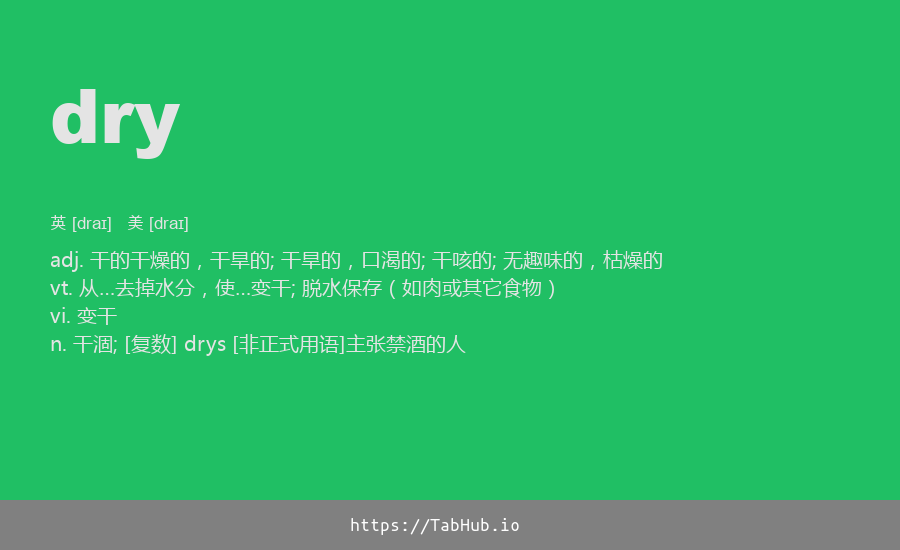 dry
英 [draɪ] 美 [draɪ]
adj. 干的干燥的，干旱的; 干旱的，口渴的; 干咳的; 无趣味的，枯燥的
vt. 从…去掉水分，使…变干; 脱水保存（如肉或其它食物）
vi. 变干
n. 干涸; [复数] drys [非正式用语]主张禁酒的人
https://TabHub.io